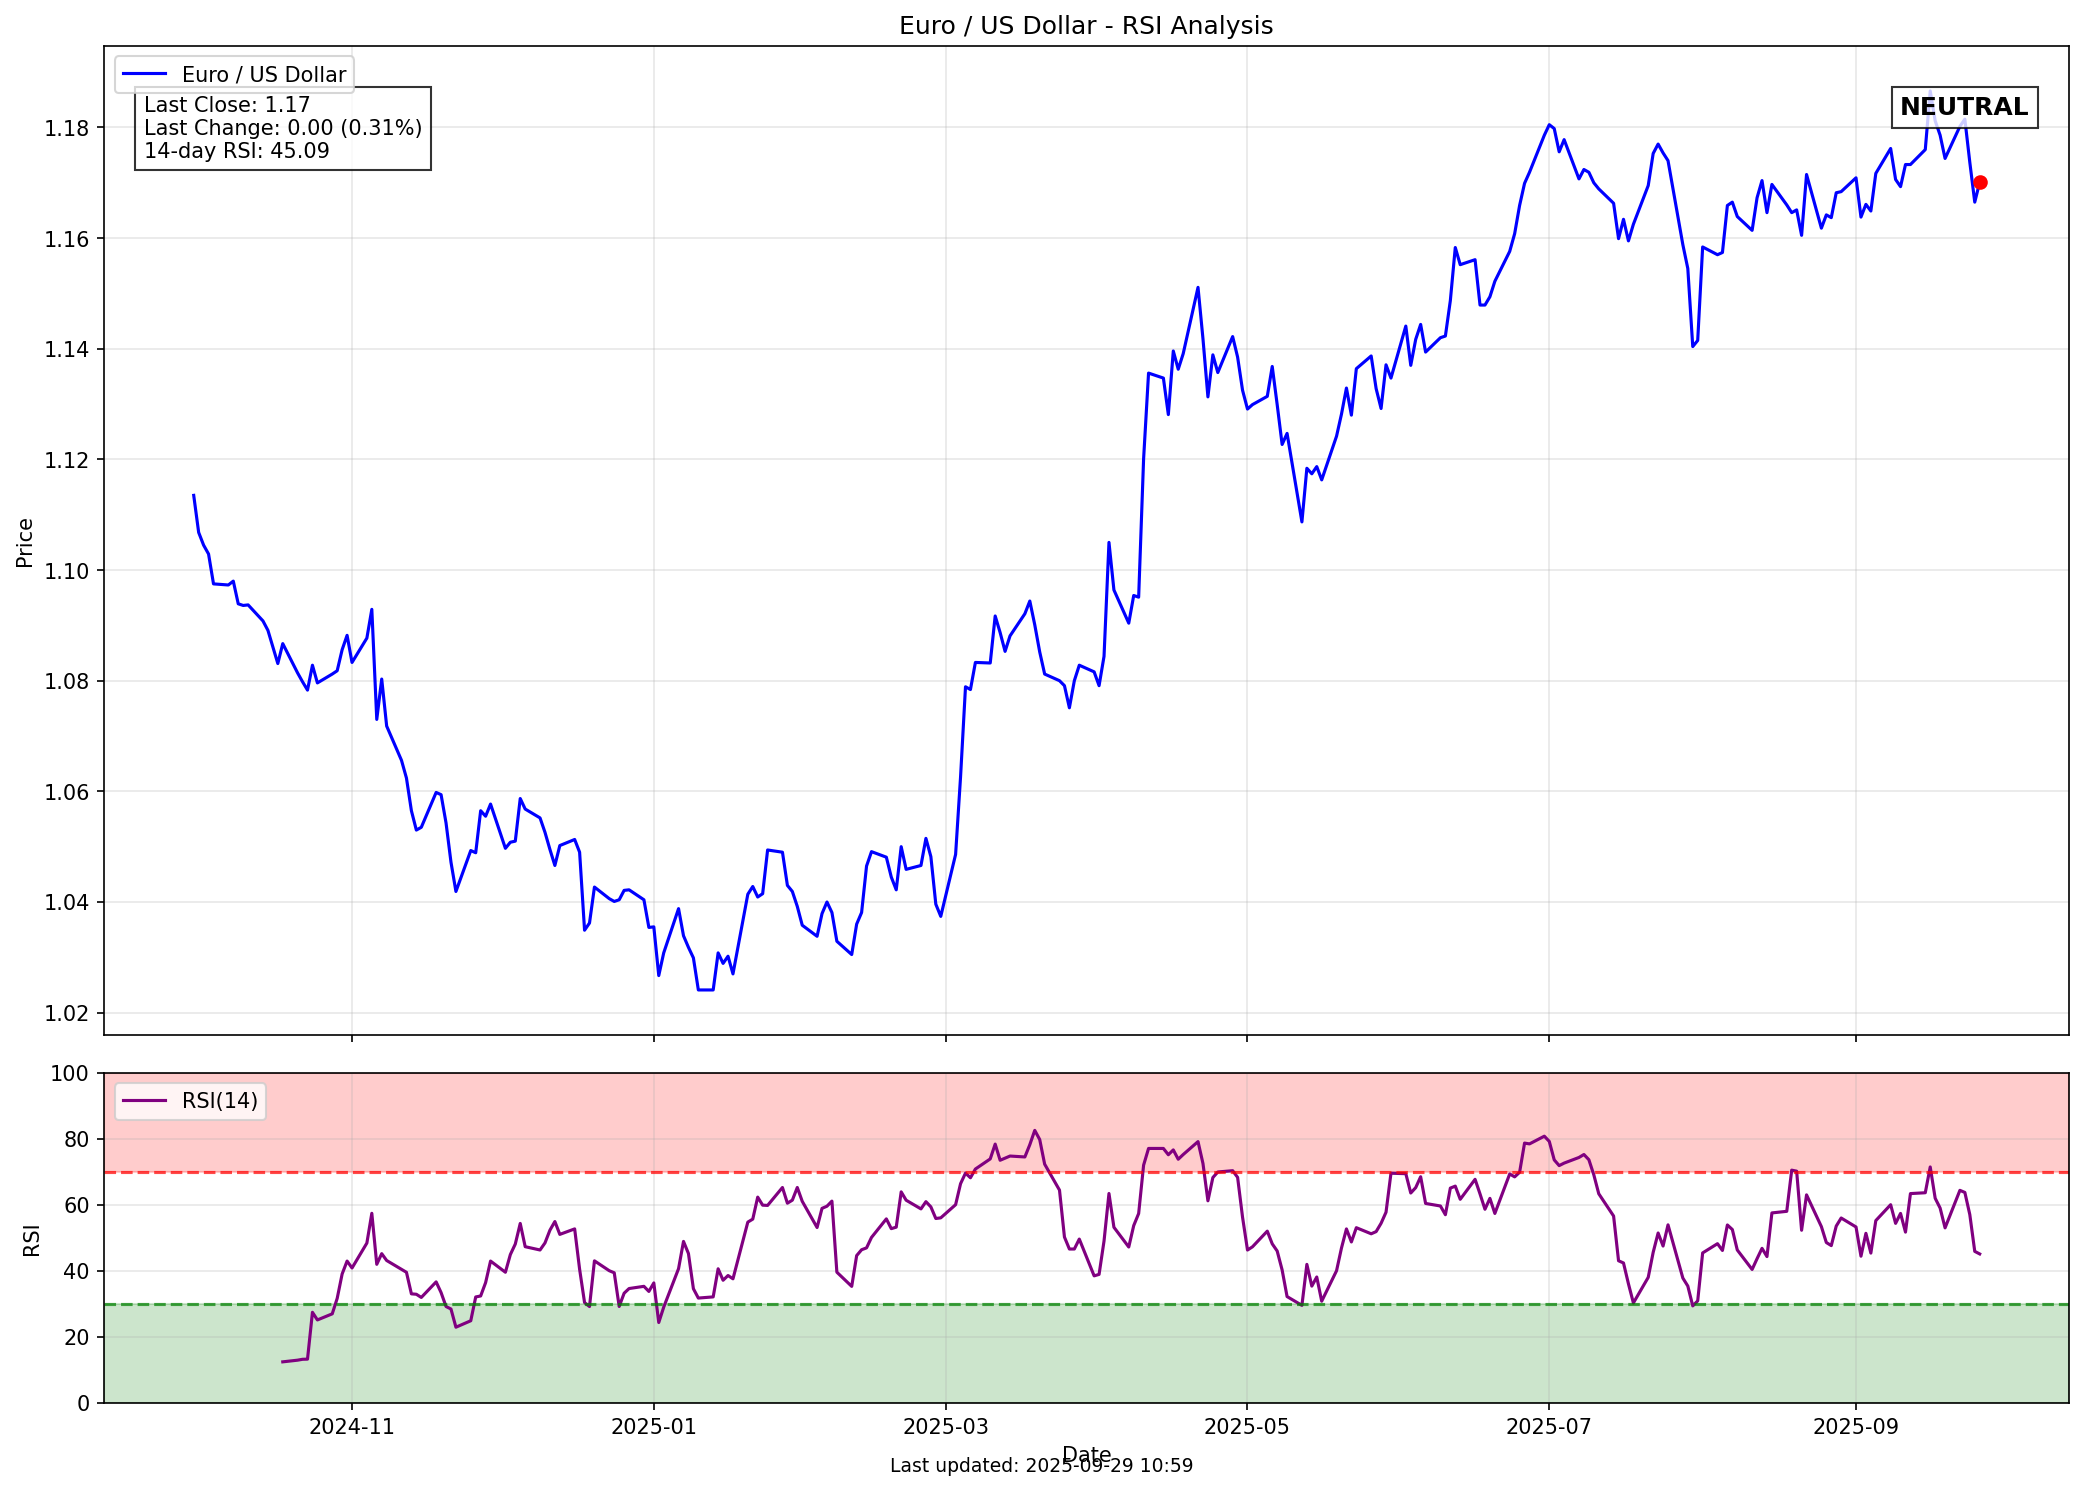 Euro / US Dollar - RSI Analysis
Euro / US Dollar
Last Close: 1.17
Last Change: 0.00 (0.31%)
14-day RSI: 45.09
NEUTRAL
1.18
1.16
1.14
1.12
1.10
1.08
1.06
1.04
1.02
Price
RSI(14)
100
80
60
40
20
0
RSI
2024-11
2025-01
2025-03
2025-05
2025-07
2025-09
Date
Last updated: 2025-09-29 10:59